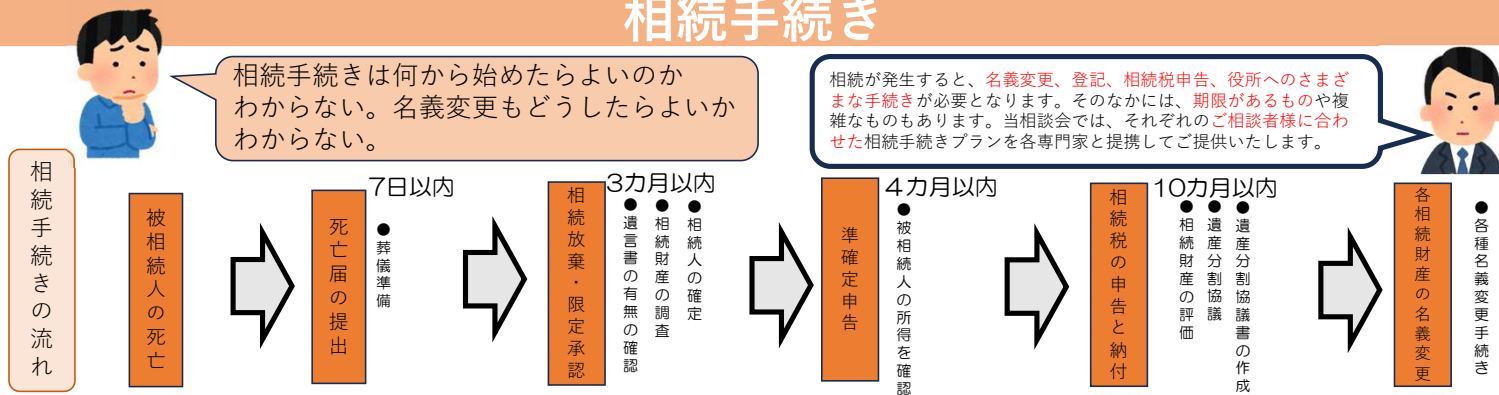 相続手続き
相続手続きは何から始めたらよいのか
わからない。名義変更もどうしたらよいか
わからない。
相続が発生すると、名義変更、登記、相続税申告、役所へのさまざ
まな手続きが必要となります。そのなかには、期限があるものや複
雑なものもあります。当相談会では、それぞれのご相談者様に合わ
せた相続手続きプランを各専門家と提携してご提供いたします。
相続手続きの流れ
被相続人の死亡
死亡届の提出
7日以内
●葬儀準備
相続放棄・限定承認
3カ月以内
●相続人の確定
●相続財産の調査
●遺言書の有無の確認
準確定申告
4カ月以内
●被相続人の所得を確認
相続税の申告と納付
10カ月以内
●遺産分割協議書の作成
●遺産分割協議
●相続財産の評価
各相続財産の名義変更
●各種名義変更手続き